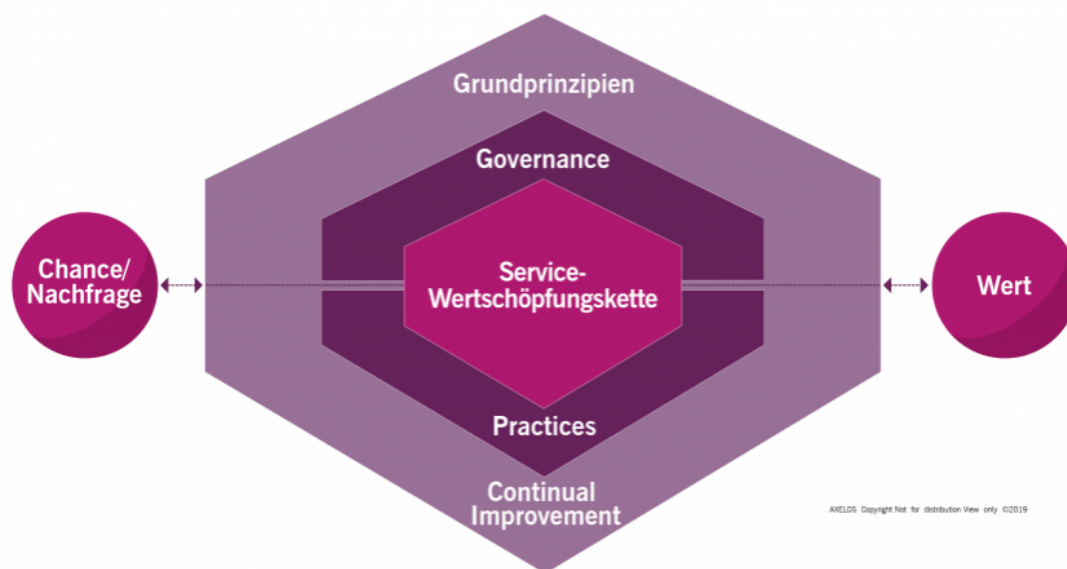 Grundprinzipien
Governance
Chance/
Nachfrage
Service-
Wertschöpfungskette
Wert
Practices
Continual
Improvement
AXELOS Copyright Not for distribution View only ©2019